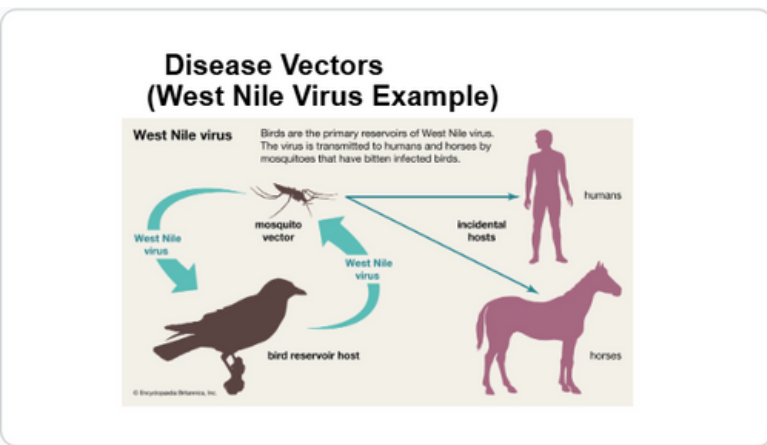 Disease Vectors
(West Nile Virus Example)
West Nile virus
Birds are the primary reservoirs of West Nile virus.
The virus is transmitted to humans and horses by
mosquitoes that have bitten infected birds.
humans
mosquito
vector
incidental
hosts
West Nile
virus
West Nile
virus
bird reservoir host
horses
© Encyclopædia Britannica, Inc.